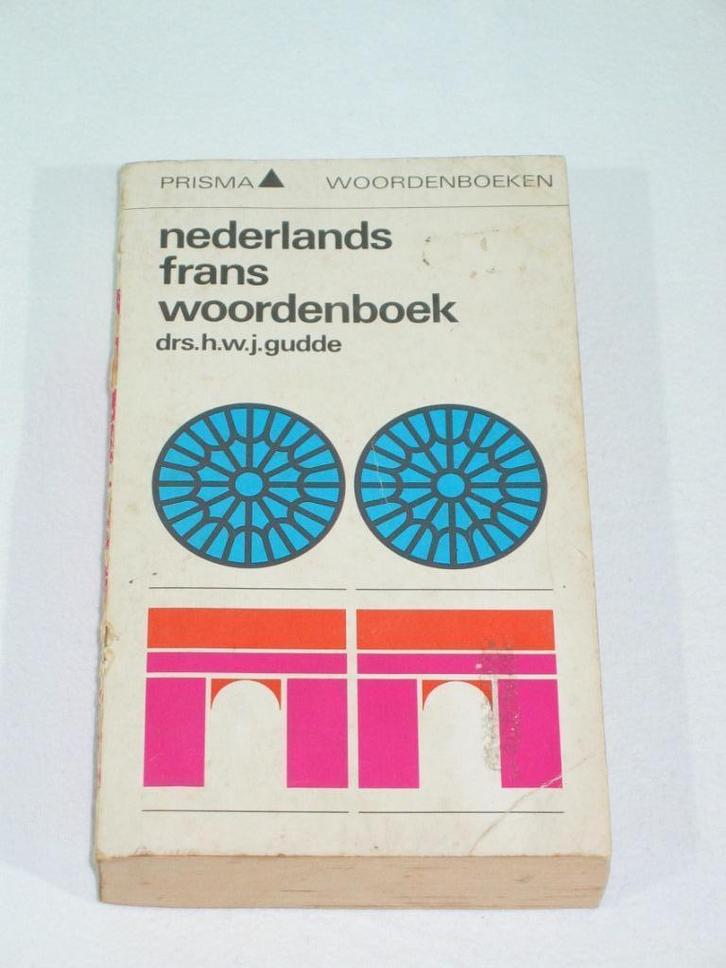 PRISMA WOORDENBOEKEN
nederlands
frans
woordenboek
drs.h.w.j.gudde